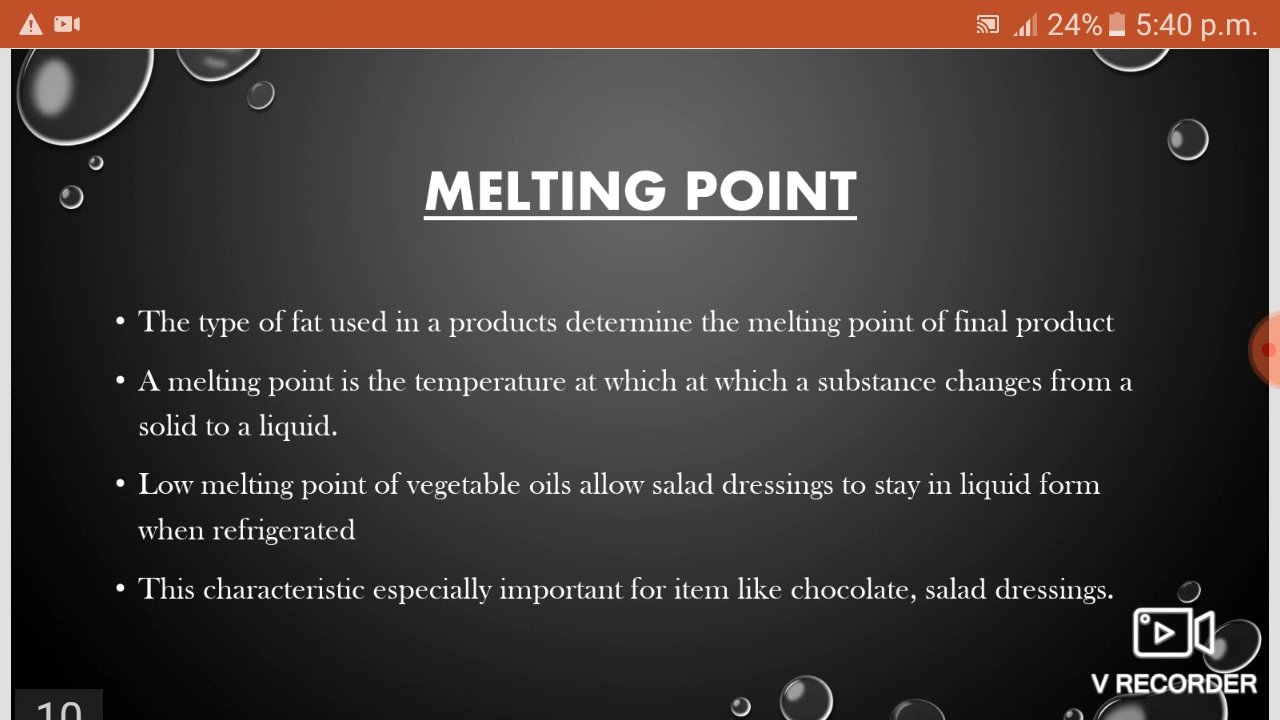 24% 5:40 p.m.
MELTING POINT
• The type of fat used in a products determine the melting point of final product
• A melting point is the temperature at which at which a substance changes from a
solid to a liquid.
• Low melting point of vegetable oils allow salad dressings to stay in liquid form
when refrigerated
• This characteristic especially important for item like chocolate, salad dressings.
V RECORDER
10